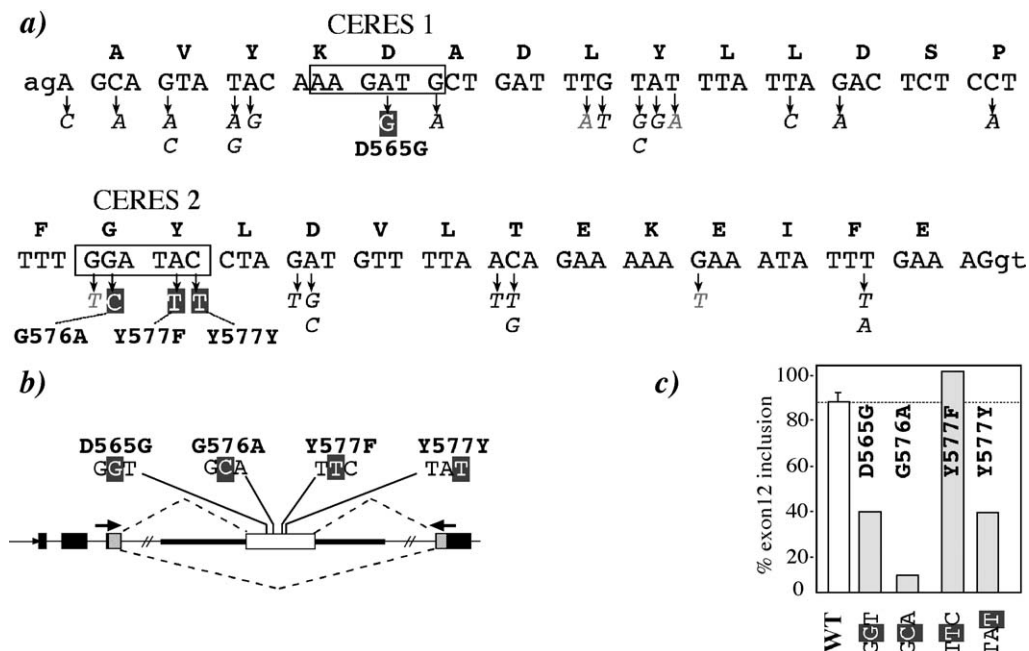 a)
CERES 1
A V Y K D A D L Y L L D S P
agA GCA GTA TAC AAA GAT GCT GAT TTG TAT TTA TTA GAC TCT CCT
C A A A G G A A T G G A C A A
C G C
D565G
CERES 2
F G Y L D V L T E K E I F E
TTT GGA TAC CTA GAT GTT TTA ACA GAA AAA GAA ATA TTT GAA AGgt
T C T T T G T T T T
C G A
G576A Y577F Y577Y
b)
D565G G576A Y577F Y577Y
GGT GCA TTC TAT
c)
% exon12 inclusion
100
80
60
40
20
0
D565G
G576A
Y577F
Y577Y
WT
GGT
GCA
TTC
TAT